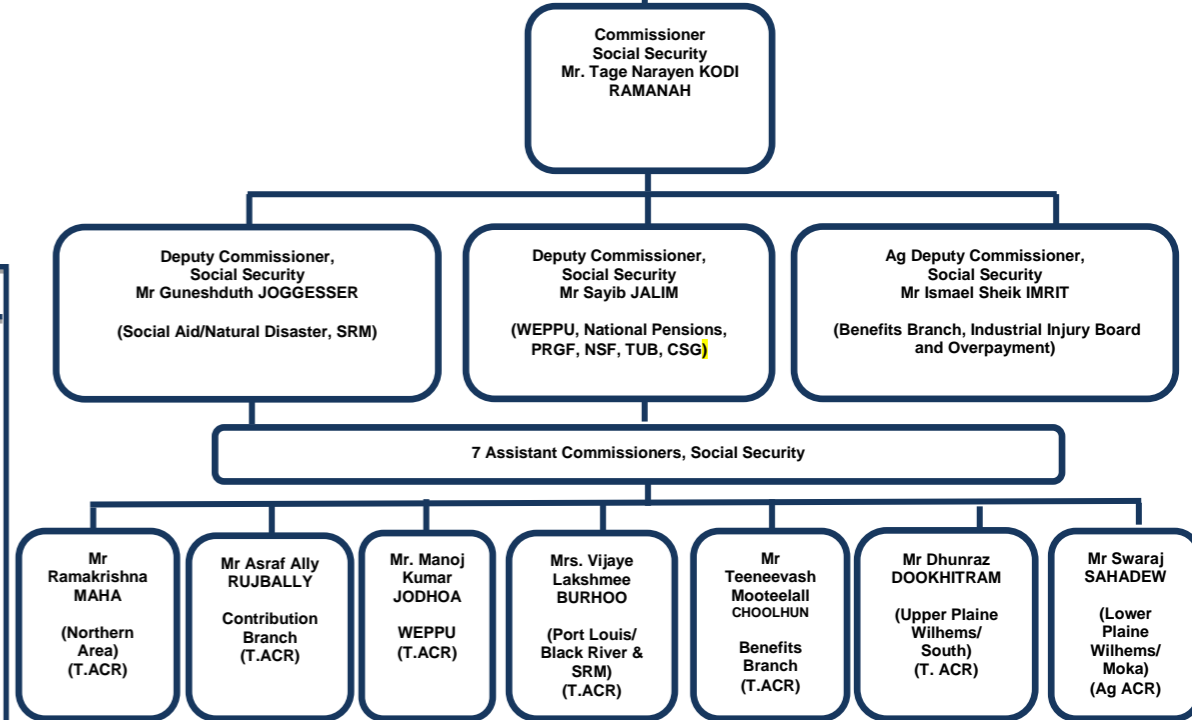 Commissioner
Social Security
Mr. Tage Narayen KODI
RAMANAH
Deputy Commissioner,
Social Security
Mr Guneshduth JOGGESSER
(Social Aid/Natural Disaster, SRM)
Deputy Commissioner,
Social Security
Mr Sayib JALIM
(WEPPU, National Pensions,
PRGF, NSF, TUB, CSG)
Ag Deputy Commissioner,
Social Security
Mr Ismael Sheik IMRIT
(Benefits Branch, Industrial Injury Board
and Overpayment)
7 Assistant Commissioners, Social Security
Mr
Ramakrishna
MAHA
(Northern
Area)
(T.ACR)
Mr Asraf Ally
RUJBALLY
Contribution
Branch
(T.ACR)
Mr. Manoj
Kumar
JODHOA
WEPPU
(T.ACR)
Mrs. Vijaye
Lakshmee
BURHOO
(Port Louis/
Black River &
SRM)
(T.ACR)
Mr
Teeneevash
Mooteelall
CHOOLHUN
Benefits
Branch
(T.ACR)
Mr Dhunraz
DOOKHITRAM
(Upper Plaine
Wilhems/
South)
(T. ACR)
Mr Swaraj
SAHADEW
(Lower
Plaine
Wilhems/
Moka)
(Ag ACR)